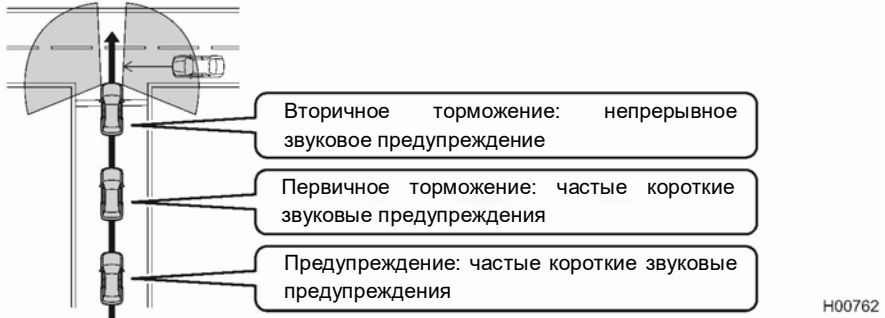 Вторичное торможение: непрерывное
звуковое предупреждение
Первичное торможение: частые короткие
звуковые предупреждения
Предупреждение: частые короткие звуковые
предупреждения
H00762